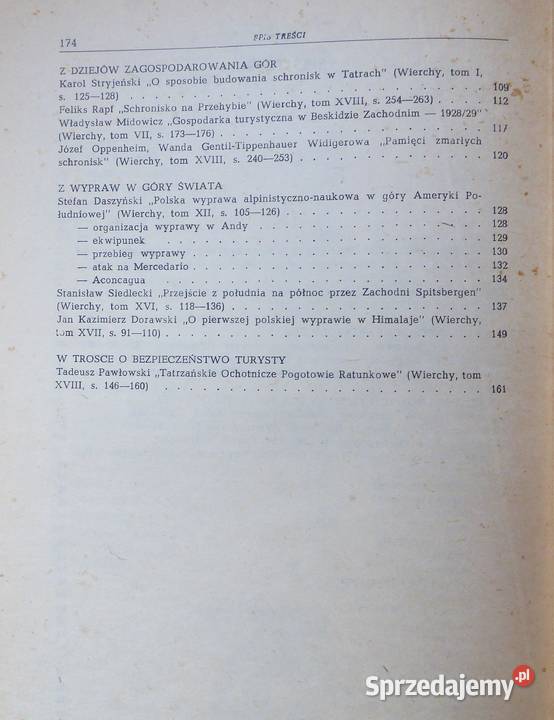 174 SPIS TREŚCI
Z DZIEJÓW ZAGOSPODAROWANIA GÓR
Karol Stryjeński „O sposobie budowania schronisk w Tatrach" (Wierchy, tom I,
s. 125—128) . . . . . . . . . . . . . . . . . . . . . . 109
Feliks Rapf „Schronisko na Przehybie" (Wierchy, tom XVIII, s. 254—263) . . . 112
Władysław Midowicz „Gospodarka turystyczna w Beskidzie Zachodnim — 1928/29"
(Wierchy, tom VII, s. 173—176) . . . . . . . . . . . . . . . . 117
Józef Oppenheim, Wanda Gentil-Tippenhauer Widigerowa „Pamięci zmarłych
schronisk" (Wierchy, tom XVIII, s. 240—253) . . . . . . . . . . . . 120
Z WYPRAW W GÓRY ŚWIATA
Stefan Daszyński „Polska wyprawa alpinistyczno-naukowa w góry Ameryki Po-
łudniowej" (Wierchy, tom XII, s. 105—126) . . . . . . . . . . . . . 128
— organizacja wyprawy w Andy . . . . . . . . . . . . . . . 128
— ekwipunek . . . . . . . . . . . . . . . . . . . . . 129
— przebieg wyprawy . . . . . . . . . . . . . . . . . . 130
— atak na Mercedario . . . . . . . . . . . . . . . . . . 132
— Aconcagua . . . . . . . . . . . . . . . . . . . . . 134
Stanisław Siedlecki „Przejście z południa na północ przez Zachodni Spitsbergen"
(Wierchy, tom XVI, s. 118—136) . . . . . . . . . . . . . . . . 137
Jan Kazimierz Dorawski „O pierwszej polskiej wyprawie w Himalaje" (Wierchy,
tom XVII, s. 91—110) . . . . . . . . . . . . . . . . . . . 149
W TROSCE O BEZPIECZEŃSTWO TURYSTY
Tadeusz Pawłowski „Tatrzańskie Ochotnicze Pogotowie Ratunkowe" (Wierchy, tom
XVIII, s. 146—160) . . . . . . . . . . . . . . . . . . . . 161
Sprzedajemy.pl